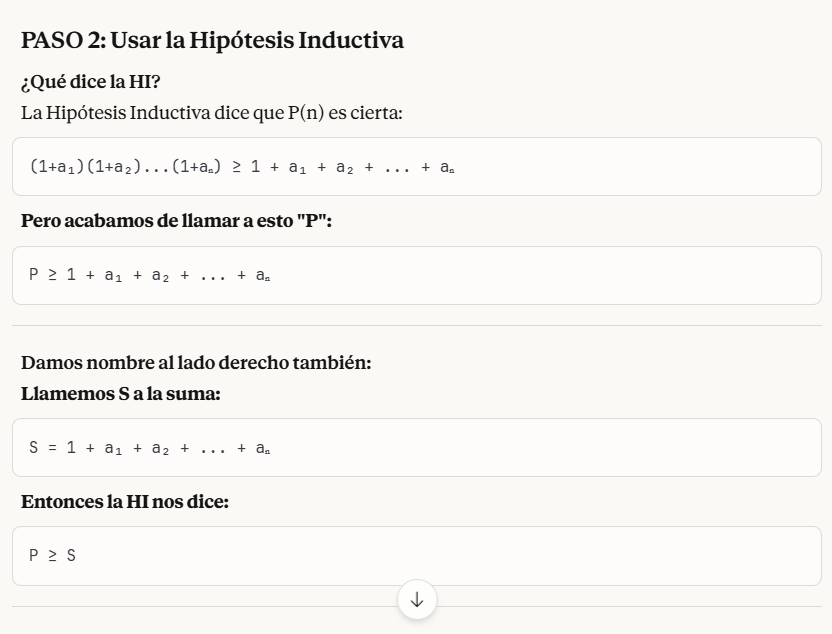 PASO 2: Usar la Hipótesis Inductiva
¿Qué dice la HI?
La Hipótesis Inductiva dice que P(n) es cierta:
(1+a₁)(1+a₂)...(1+aₙ) ≥ 1 + a₁ + a₂ + ... + aₙ
Pero acabamos de llamar a esto "P":
P ≥ 1 + a₁ + a₂ + ... + aₙ
Damos nombre al lado derecho también:
Llamemos S a la suma:
S = 1 + a₁ + a₂ + ... + aₙ
Entonces la HI nos dice:
P ≥ S